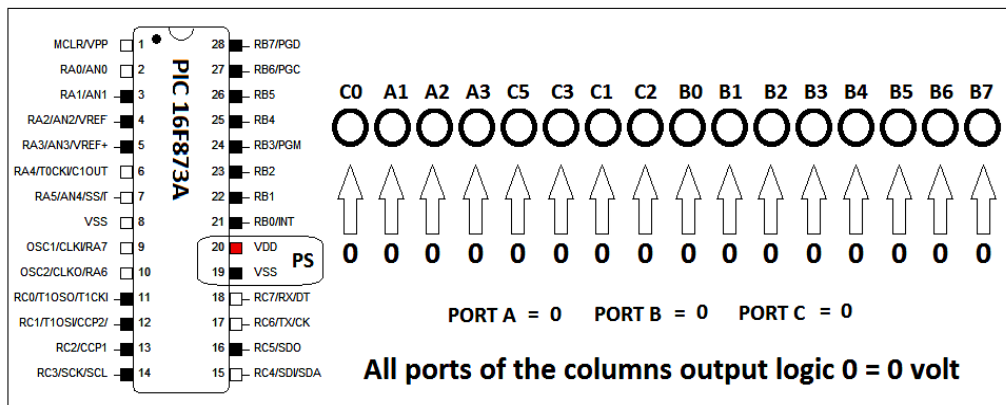 MCLR/VPP 1 28 RB7/PGD
RA0/AN0 2 27 RB6/PGC
RA1/AN1 3 26 RB5
RA2/AN2/VREF 4 25 RB4
RA3/AN3/VREF+ 5 24 RB3/PGM
RA4/T0CKI/C1OUT 6 23 RB2
RA5/AN4/SS/T 7 22 RB1
VSS 8 21 RB0/INT
OSC1/CLKI/RA7 9 20 VDD
OSC2/CLKO/RA6 10 19 VSS
RC0/T1OSO/T1CKI 11 18 RC7/RX/DT
RC1/T1OSI/CCP2/ 12 17 RC6/TX/CK
RC2/CCP1 13 16 RC5/SDO
RC3/SCK/SCL 14 15 RC4/SDI/SDA
PIC 16F873A
PS
C0 A1 A2 A3 C5 C3 C1 C2 B0 B1 B2 B3 B4 B5 B6 B7
0 0 0 0 0 0 0 0 0 0 0 0 0 0 0 0
PORT A = 0 PORT B = 0 PORT C = 0
All ports of the columns output logic 0 = 0 volt